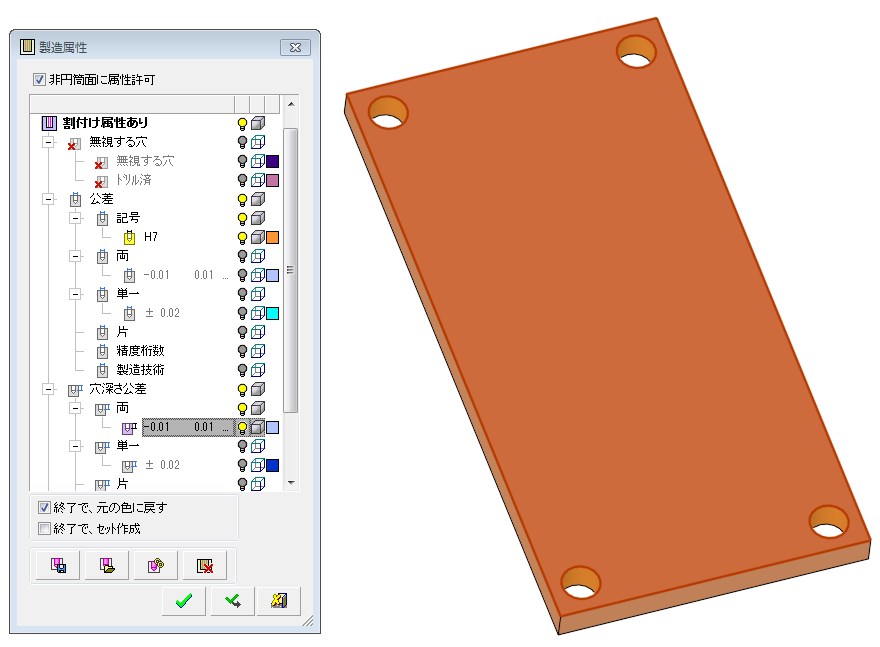 製造属性
非円筒面に属性許可
割付け属性あり
無視する穴
無視する穴
ドリル済
公差
記号
H7
両
-0.01 0.01 ...
単一
± 0.02
片
精度桁数
製造技術
穴深さ公差
両
-0.01 0.01 ...
単一
± 0.02
片
終了で、元の色に戻す
終了で、セット作成